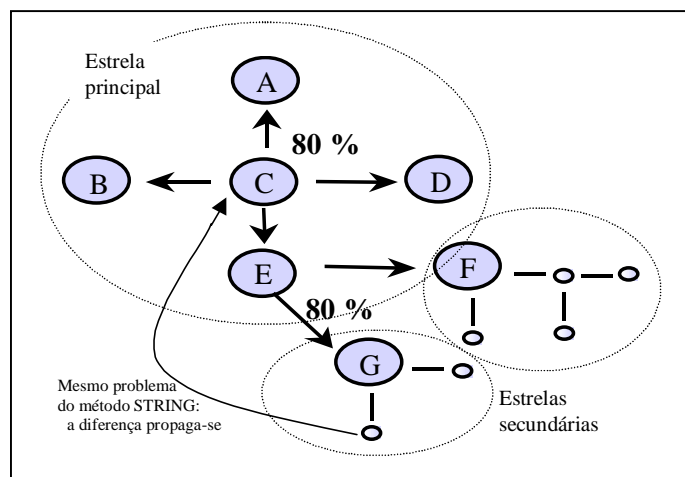 Estrela
principal
A
80 %
B
C
D
E
F
80 %
G
Mesmo problema
do método STRING:
a diferença propaga-se
Estrelas
secundárias